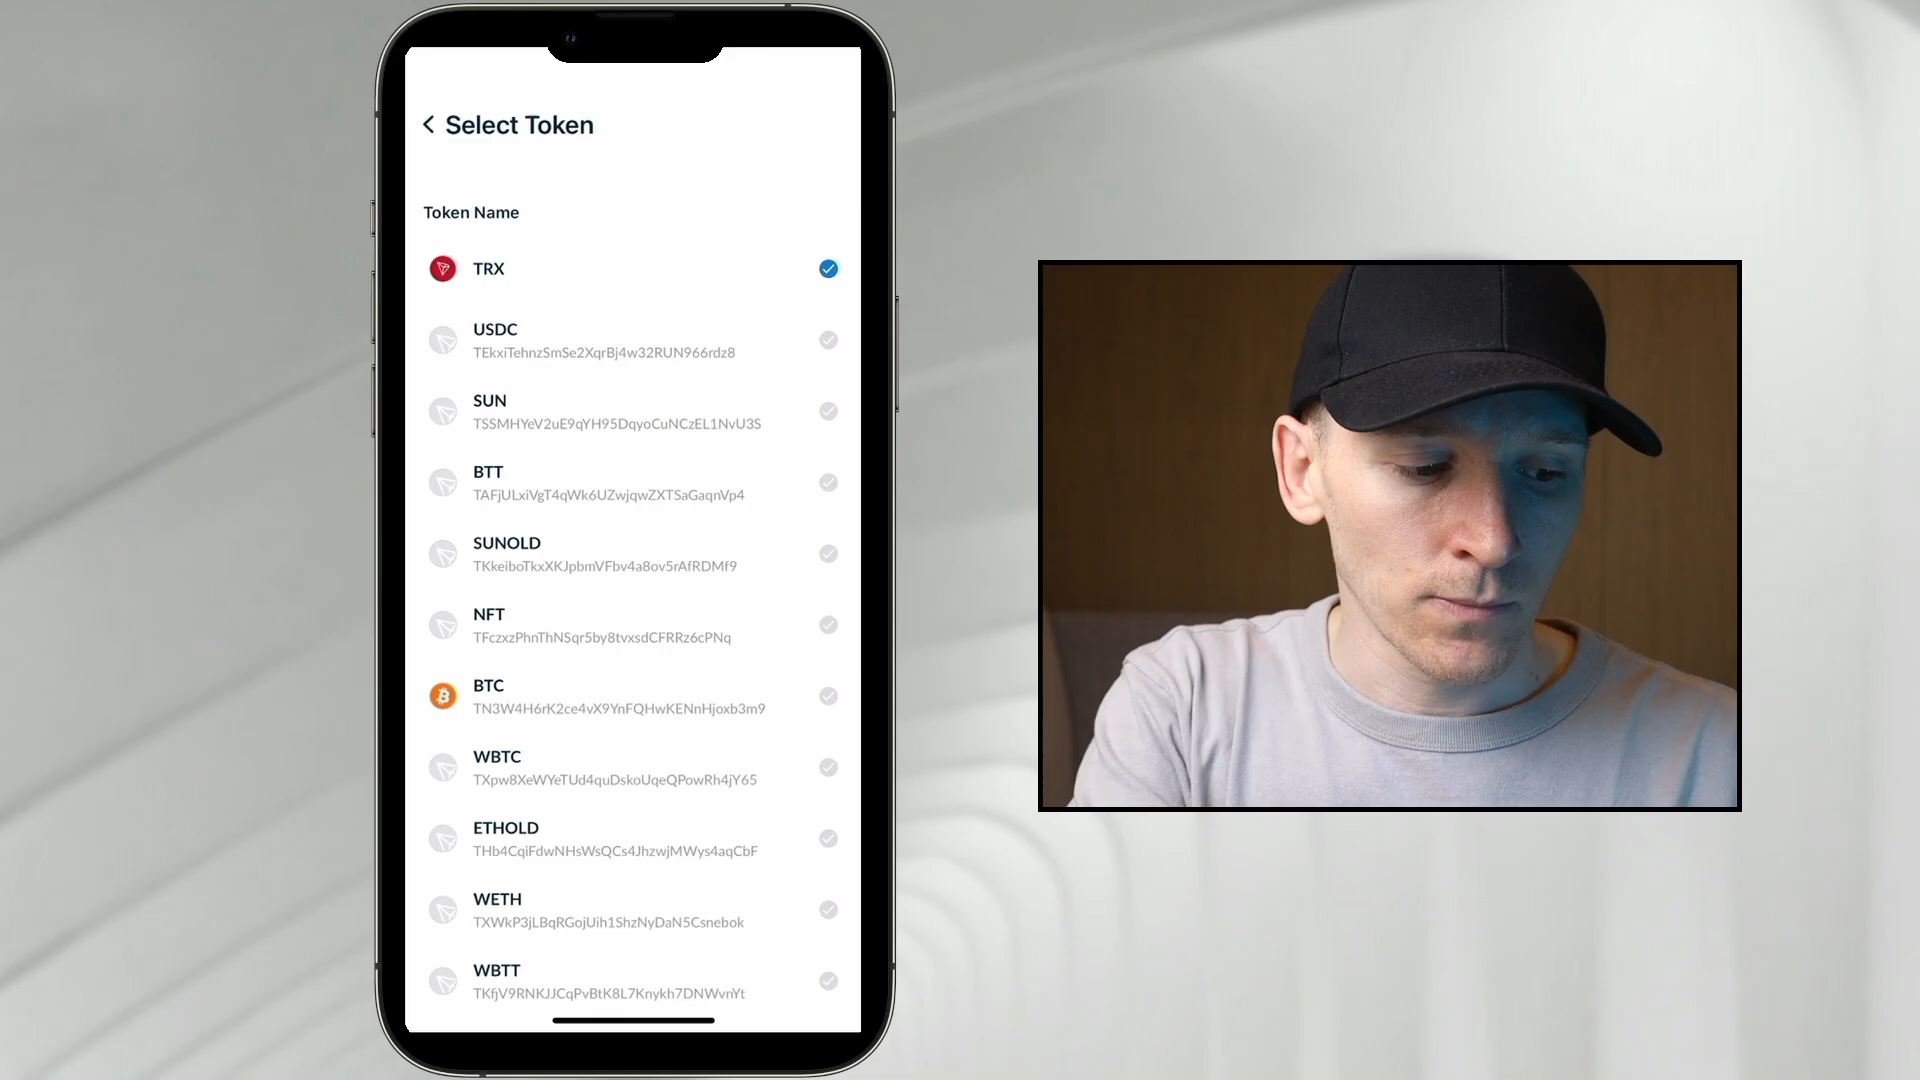 Select Token
Token Name
TRX
USDC
TEkxiTehnzSmSe2XqrBj4w32RUN966rdz8
SUN
TSSMHYeV2uE9qYH95DqyoCuNCzEL1NvU3S
BTT
TAFjULxiVgT4qWk6UZwjqwZXTSaGaqnVp4
SUNOLD
TKkeiboTkxXKJpbmVFbv4a8ov5rAfRDMf9
NFT
TFczxzPhnThNSqr5by8tvxsdCFRRz6cPNq
BTC
TN3W4H6rK2ce4vX9YnFQHwKENnHjoxb3m9
WBTC
TXpw8XeWYeTUd4quDskoUqeQPowRh4jY65
ETHOLD
THb4CqiFdwNHsWsQCs4JhzwjMWys4aqCbF
WETH
TXWkP3jLBqRGojUih1ShzNyDaN5Csnebok
WBTT
TKfjV9RNKJJCqPvBtK8L7Knykh7DNWvnYt